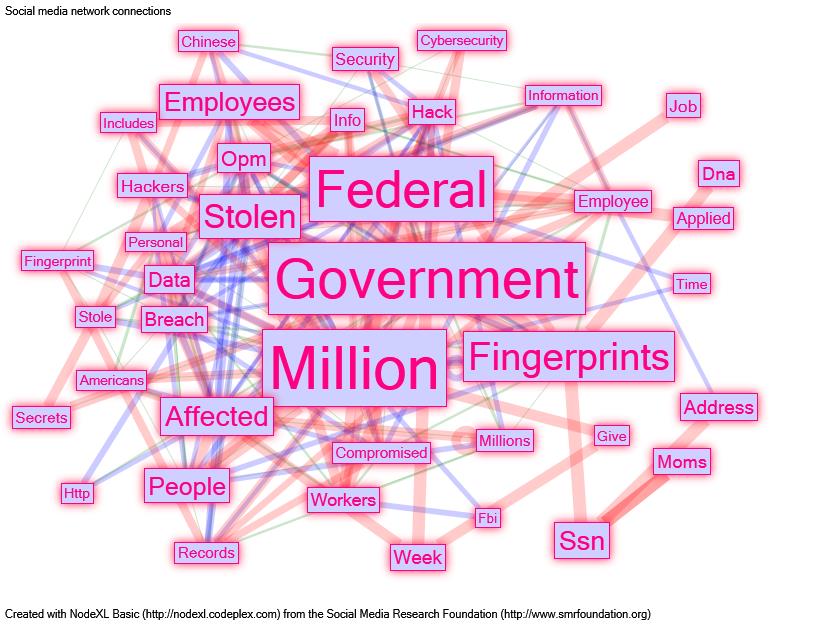 Social media network connections
Chinese
Cybersecurity
Security
Employees
Information
Job
Includes
Info
Hack
Opm
Dna
Hackers
Federal
Employee
Stolen
Applied
Personal
Fingerprint
Data
Government
Time
Stole
Breach
Million
Fingerprints
Americans
Secrets
Affected
Address
Give
Millions
Compromised
Moms
People
Http
Workers
Fbi
Records
Week
Ssn
Created with NodeXL Basic (http://nodexl.codeplex.com) from the Social Media Research Foundation (http://www.smrfoundation.org)